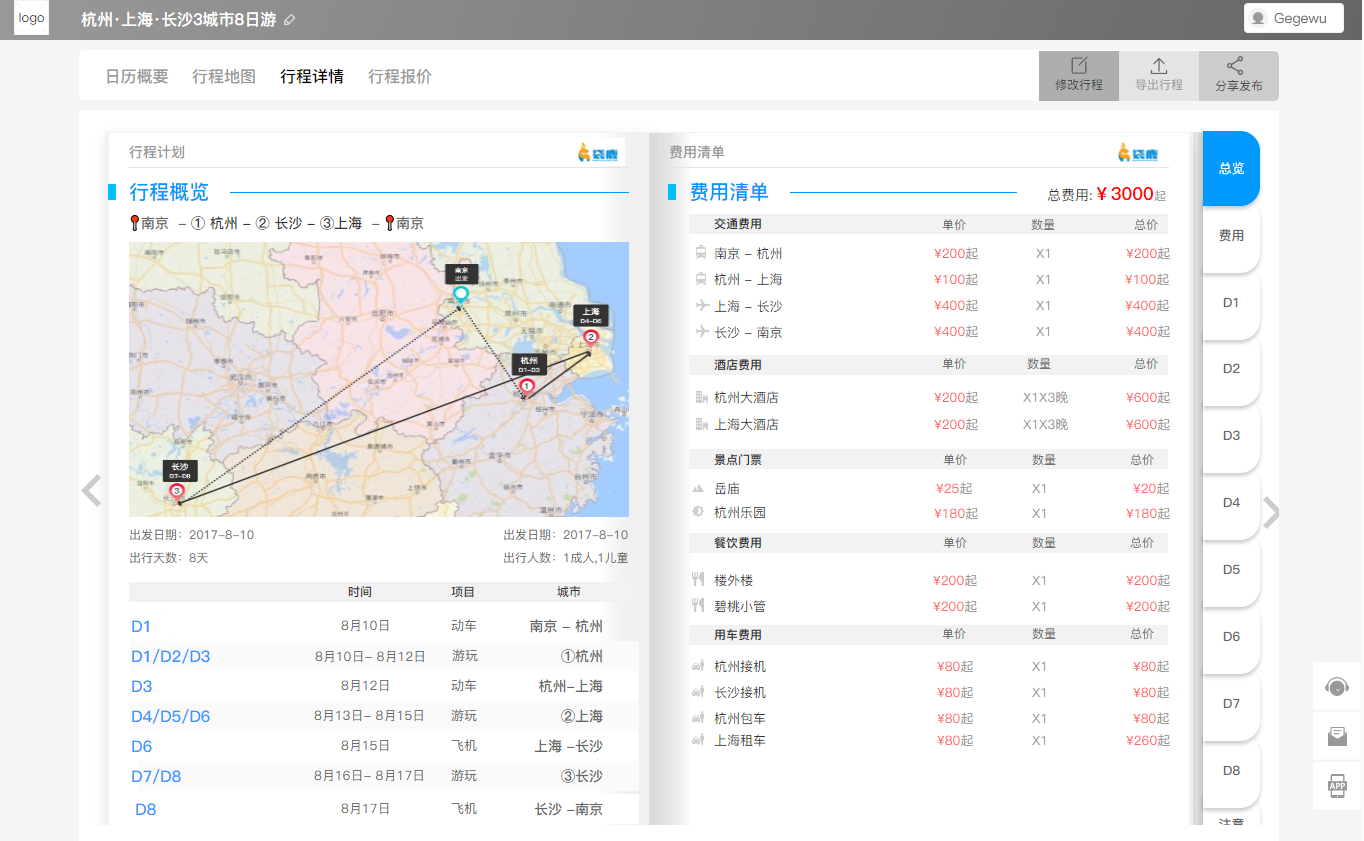 logo
杭州·上海·长沙3城市8日游
Gegewu
日历概要 行程地图 行程详情 行程报价
修改行程 导出行程 分享发布
行程计划
袋鹿
行程概览
南京 – ① 杭州 – ② 长沙 – ③上海 – 南京
南京
出发
上海
D4-D6
杭州
D1-D3
长沙
D7-D8
1
2
3
出发日期: 2017-8-10 出发日期: 2017-8-10
出行天数: 8天 出行人数: 1成人,1儿童
时间 项目 城市
D1 8月10日 动车 南京 – 杭州
D1/D2/D3 8月10日– 8月12日 游玩 ①杭州
D3 8月12日 动车 杭州–上海
D4/D5/D6 8月13日– 8月15日 游玩 ②上海
D6 8月15日 飞机 上海 –长沙
D7/D8 8月16日– 8月17日 游玩 ③长沙
D8 8月17日 飞机 长沙 –南京
费用清单
袋鹿
费用清单 总费用: ¥ 3000起
交通费用 单价 数量 总价
南京 – 杭州 ¥200起 X1 ¥200起
杭州 – 上海 ¥100起 X1 ¥100起
上海 – 长沙 ¥400起 X1 ¥400起
长沙 – 南京 ¥400起 X1 ¥400起
酒店费用 单价 数量 总价
杭州大酒店 ¥200起 X1X3晚 ¥600起
上海大酒店 ¥200起 X1X3晚 ¥600起
景点门票 单价 数量 总价
岳庙 ¥25起 X1 ¥20起
杭州乐园 ¥180起 X1 ¥180起
餐饮费用 单价 数量 总价
楼外楼 ¥200起 X1 ¥200起
碧桃小管 ¥200起 X1 ¥200起
用车费用 单价 数量 总价
杭州接机 ¥80起 X1 ¥80起
长沙接机 ¥80起 X1 ¥80起
杭州包车 ¥80起 X1 ¥80起
上海租车 ¥80起 X1 ¥260起
总览
费用
D1
D2
D3
D4
D5
D6
D7
D8
注意
APP